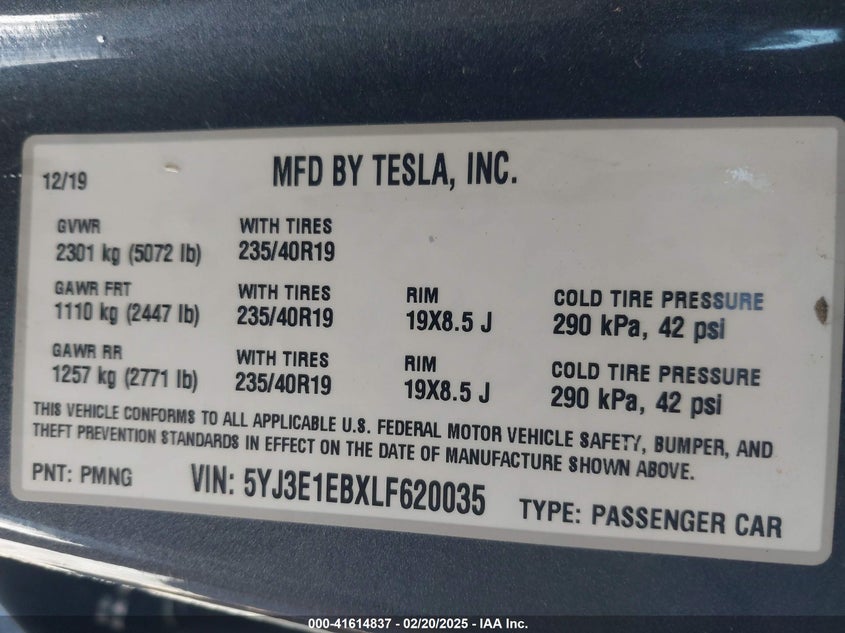 12/19 MFD BY TESLA, INC.
GVWR WITH TIRES
2301 kg (5072 lb) 235/40R19
GAWR FRT WITH TIRES RIM COLD TIRE PRESSURE
1110 kg (2447 lb) 235/40R19 19X8.5 J 290 kPa, 42 psi
GAWR RR WITH TIRES RIM COLD TIRE PRESSURE
1257 kg (2771 lb) 235/40R19 19X8.5 J 290 kPa, 42 psi
THIS VEHICLE CONFORMS TO ALL APPLICABLE U.S. FEDERAL MOTOR VEHICLE SAFETY, BUMPER, AND
THEFT PREVENTION STANDARDS IN EFFECT ON THE DATE OF MANUFACTURE SHOWN ABOVE.
PNT: PMNG VIN: 5YJ3E1EBXLF620035 TYPE: PASSENGER CAR
000-41614837 - 02/20/2025 - IAA Inc.